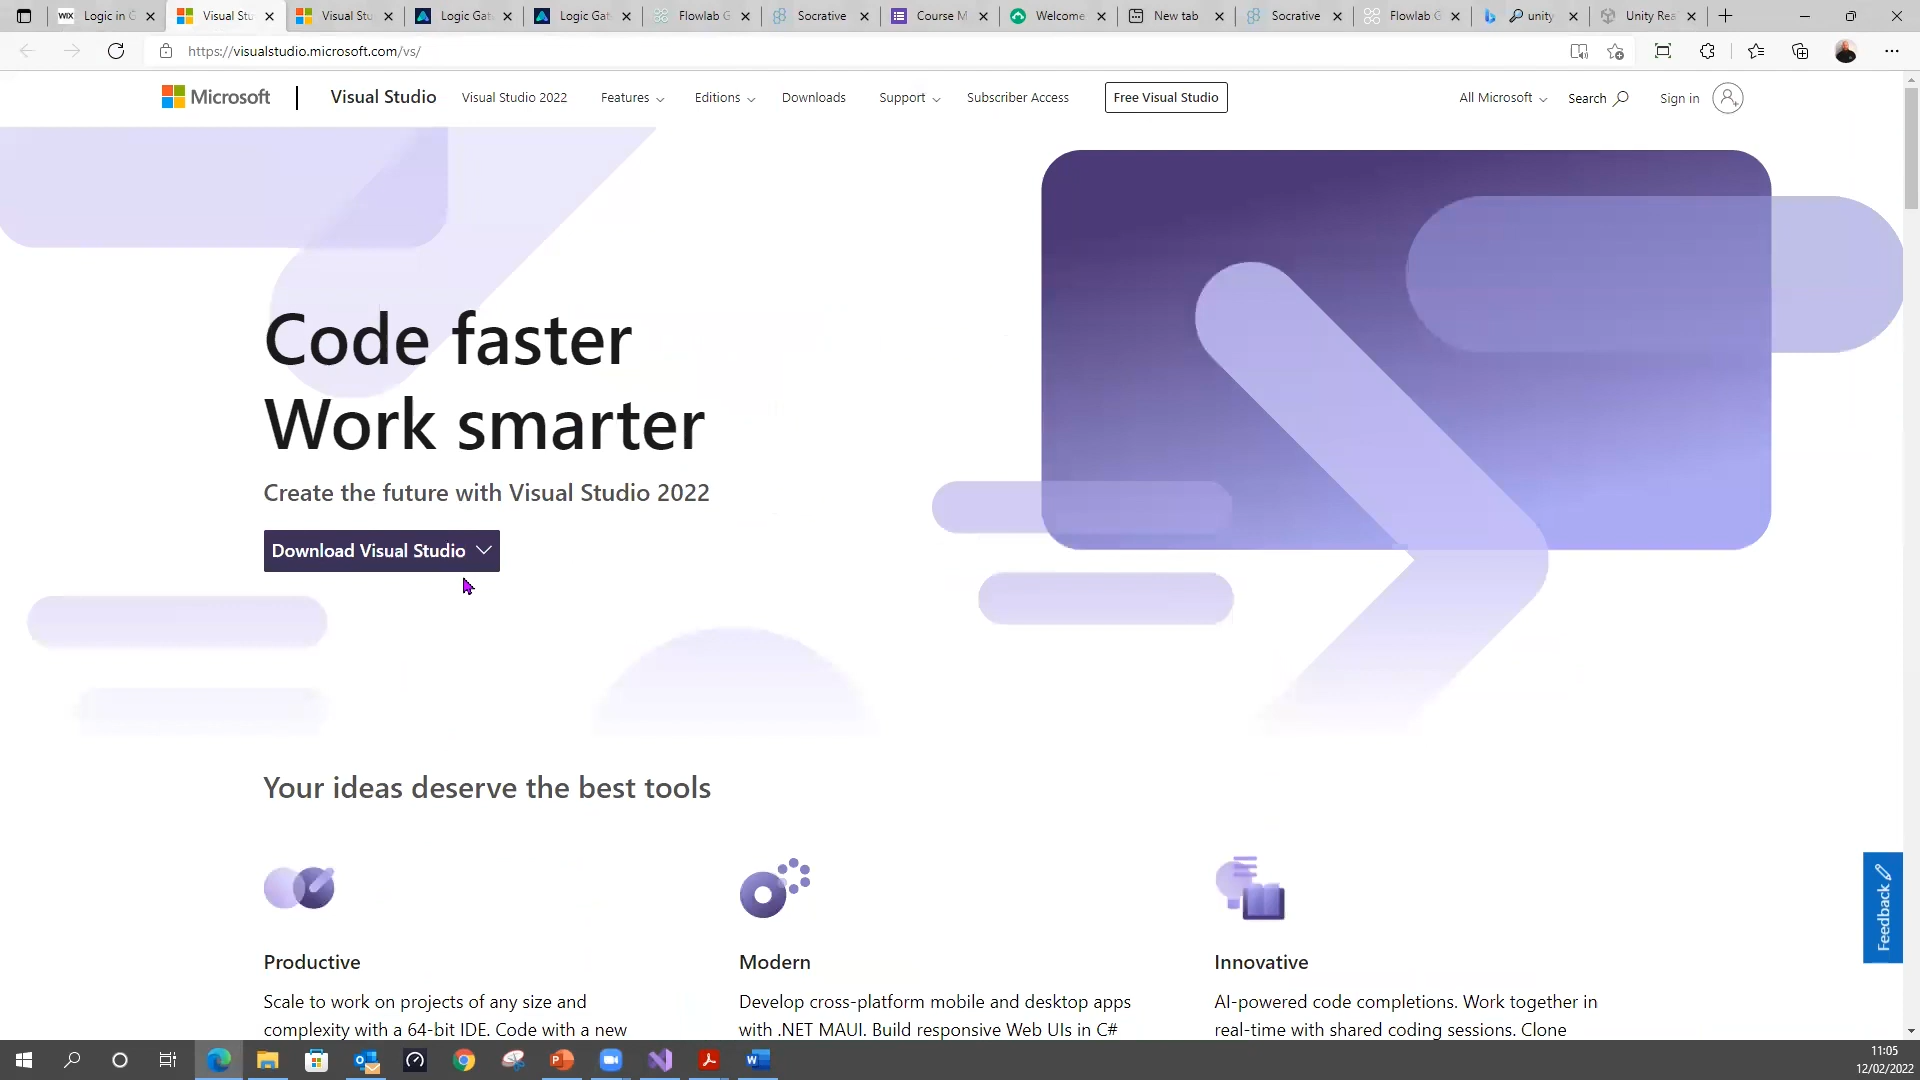 Logic in C
Visual Stu
Visual Stu
Logic Gat
Logic Gat
Flowlab G
Socrative
Course M
Welcome
New tab
Socrative
Flowlab G
unity
Unity Rea
https://visualstudio.microsoft.com/vs/
Microsoft
Visual Studio
Visual Studio 2022
Features
Editions
Downloads
Support
Subscriber Access
Free Visual Studio
All Microsoft
Search
Sign in
Code faster
Work smarter
Create the future with Visual Studio 2022
Download Visual Studio
Your ideas deserve the best tools
Productive
Scale to work on projects of any size and
complexity with a 64-bit IDE. Code with a new
Modern
Develop cross-platform mobile and desktop apps
with .NET MAUI. Build responsive Web UIs in C#
Innovative
AI-powered code completions. Work together in
real-time with shared coding sessions. Clone
Feedback
11:05
12/02/2022